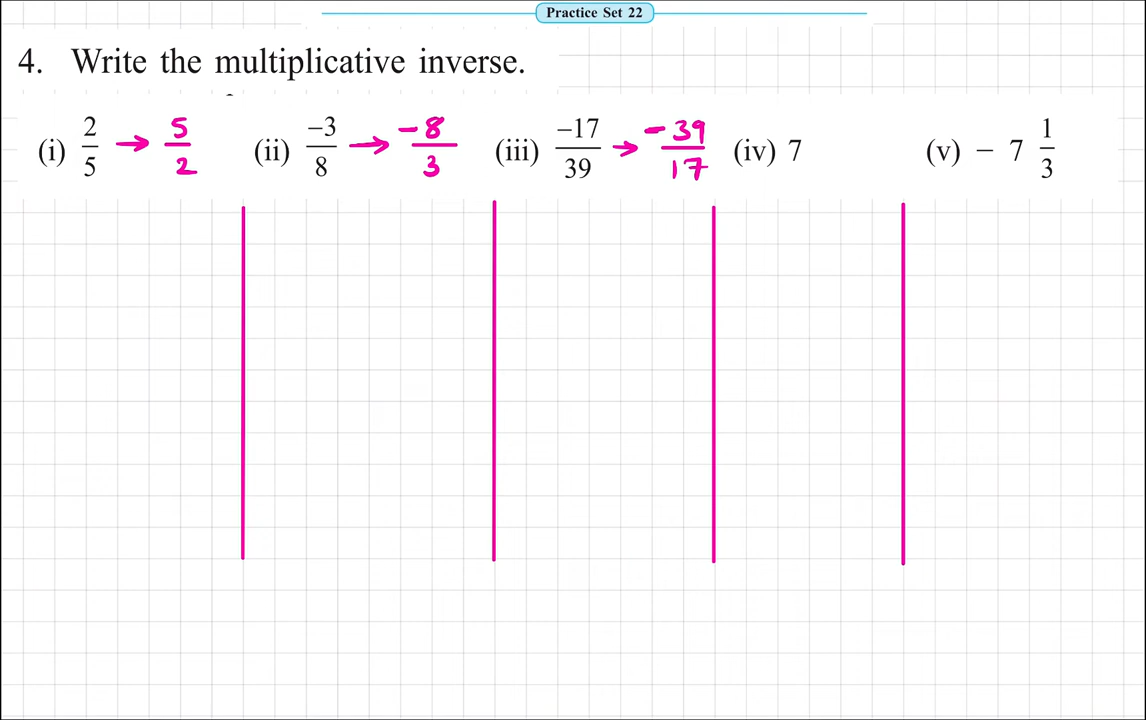 Practice Set 22
4. Write the multiplicative inverse.
(i) 2/5 → 5/2 (ii) -3/8 → -8/3 (iii) -17/39 → -39/17 (iv) 7 (v) - 7 1/3